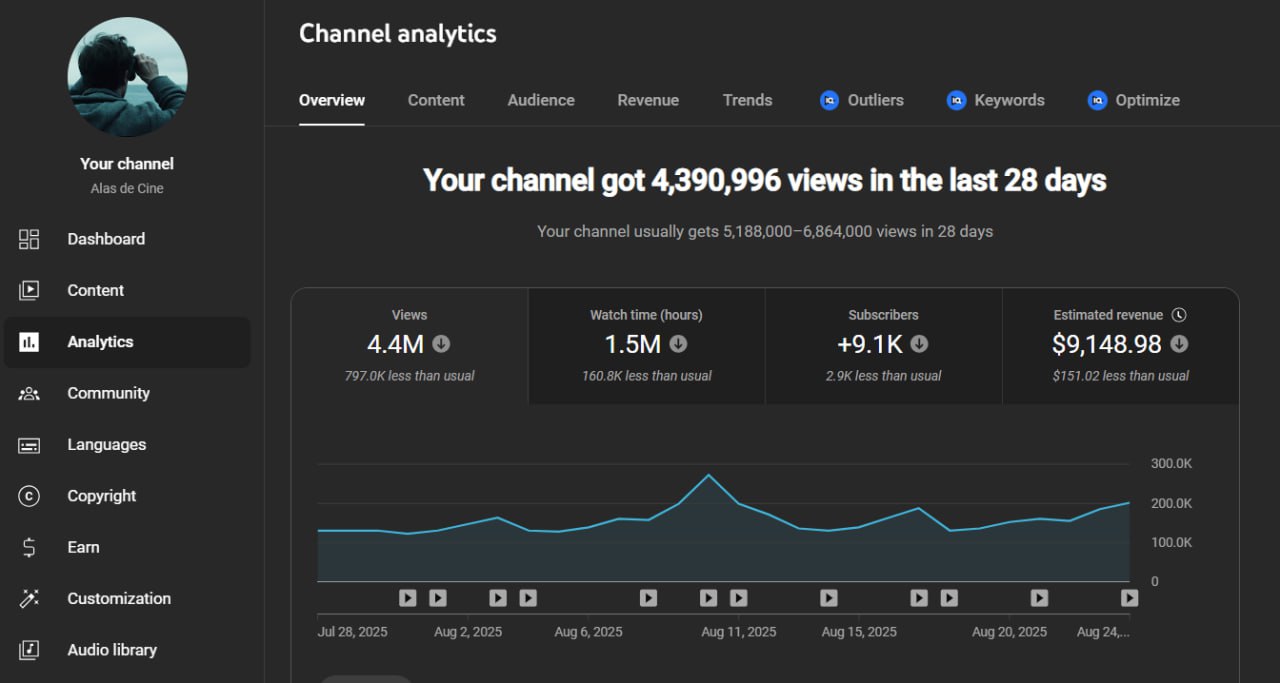 Your channel
Alas de Cine
Dashboard
Content
Analytics
Community
Languages
Copyright
Earn
Customization
Audio library
Channel analytics
Overview
Content
Audience
Revenue
Trends
IQ Outliers
IQ Keywords
IQ Optimize
Your channel got 4,390,996 views in the last 28 days
Your channel usually gets 5,188,000–6,864,000 views in 28 days
Views
4.4M
797.0K less than usual
Watch time (hours)
1.5M
160.8K less than usual
Subscribers
+9.1K
2.9K less than usual
Estimated revenue
$9,148.98
$151.02 less than usual
300.0K
200.0K
100.0K
0
Jul 28, 2025
Aug 2, 2025
Aug 6, 2025
Aug 11, 2025
Aug 15, 2025
Aug 20, 2025
Aug 24,...